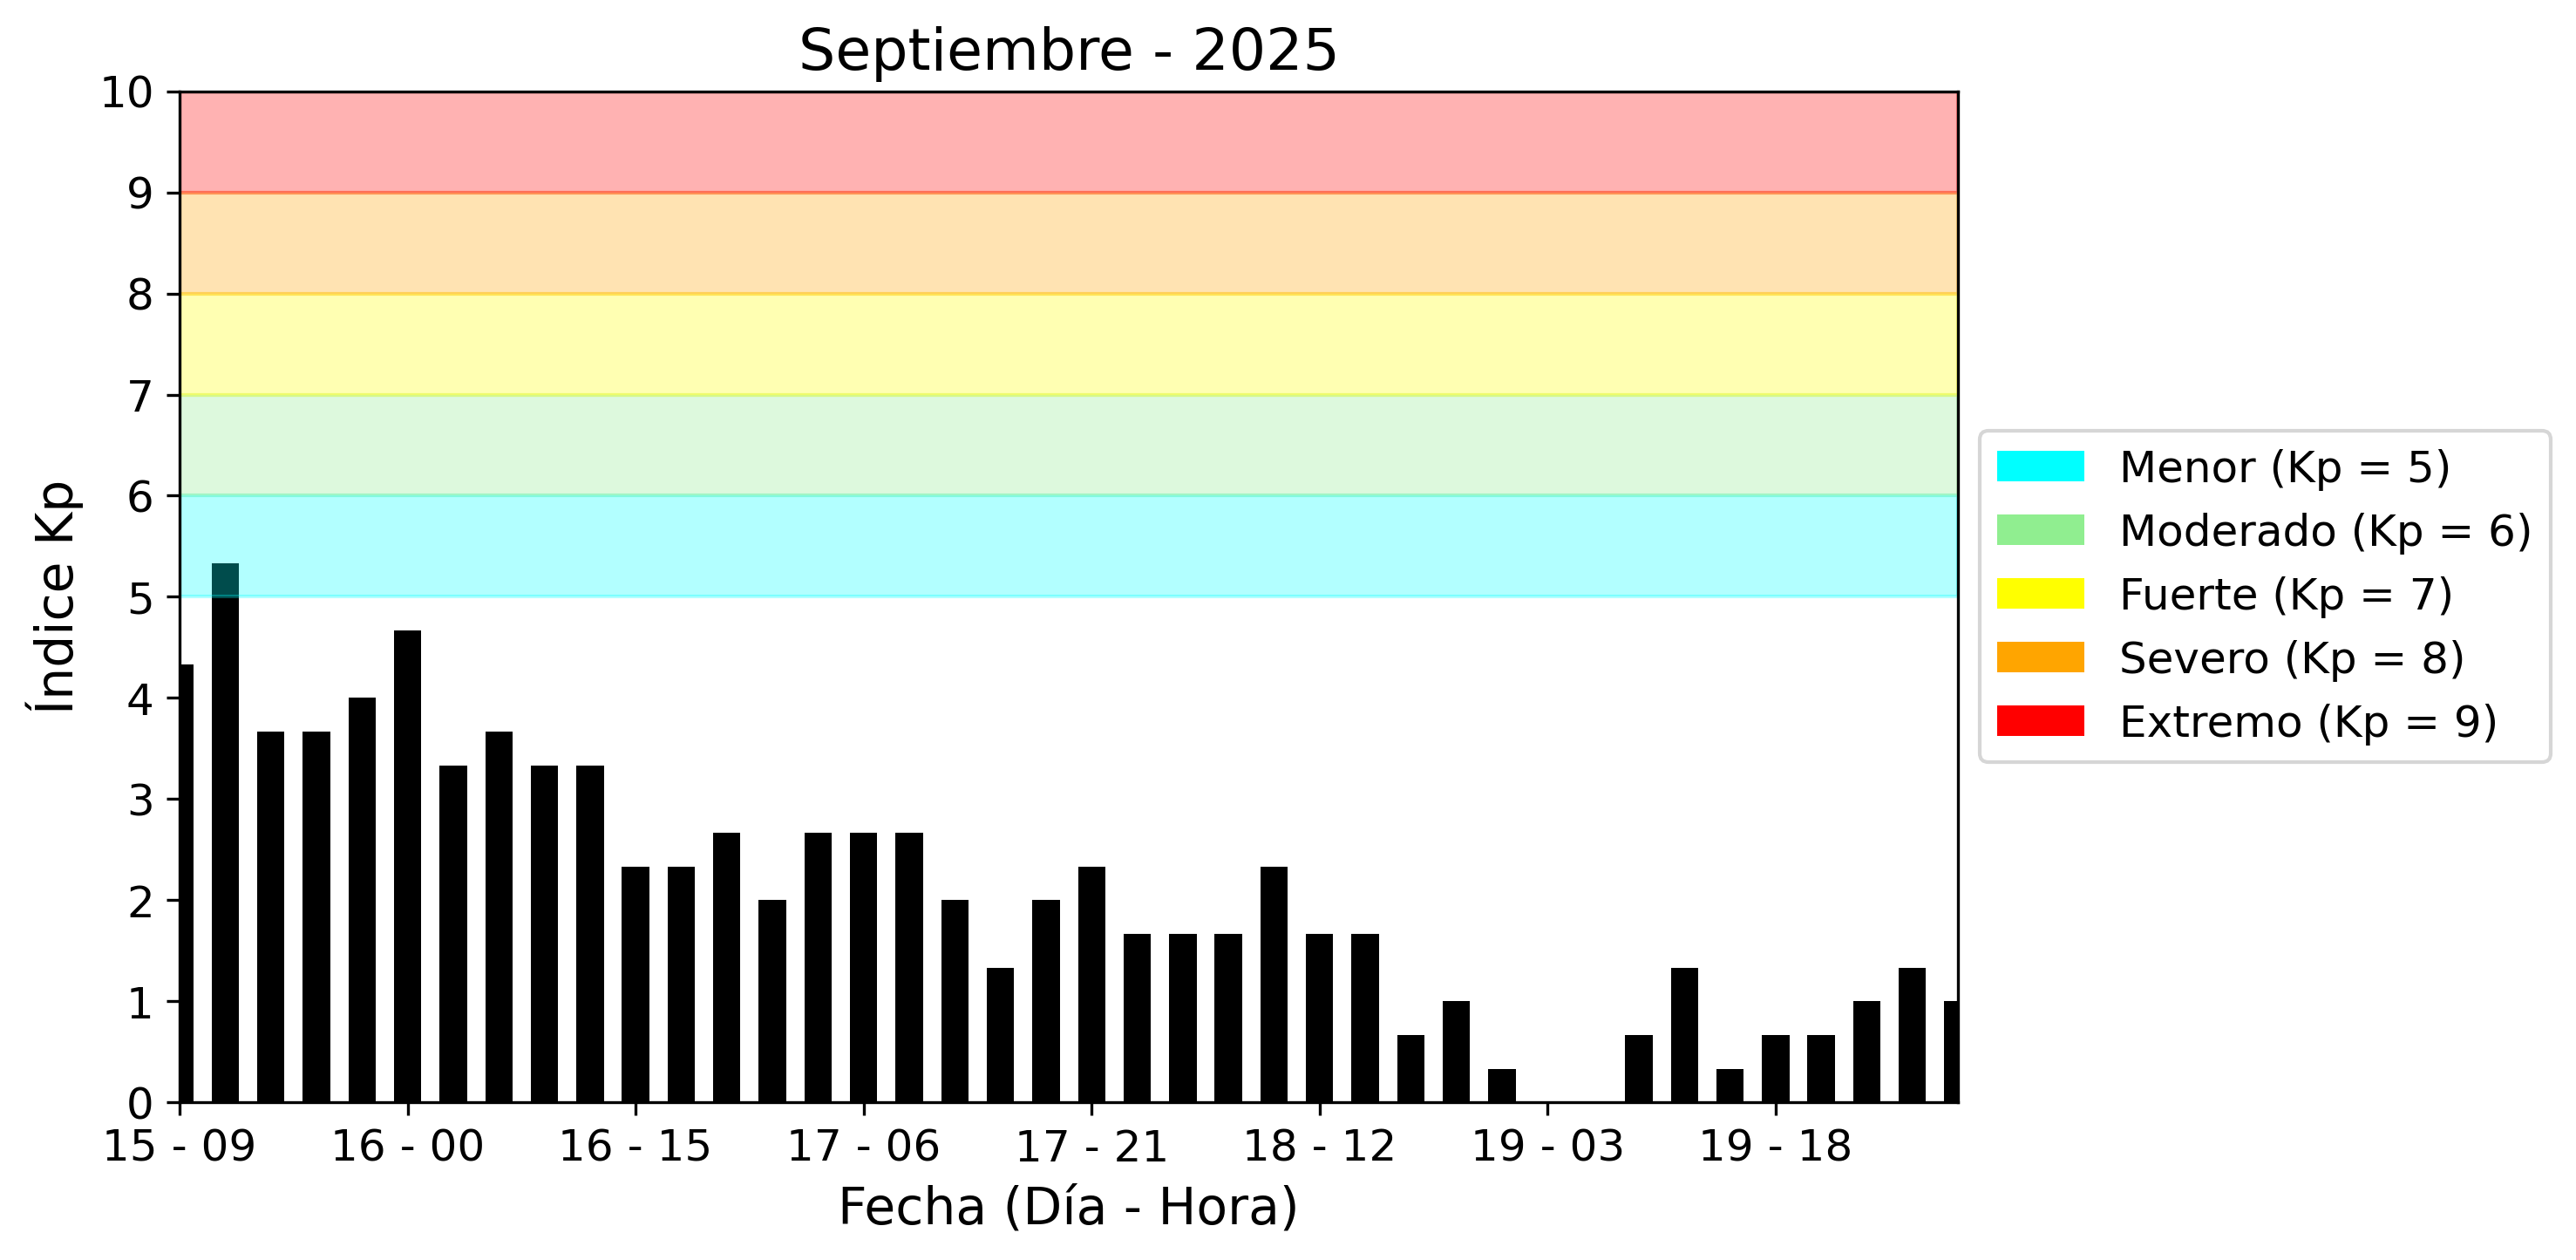 Septiembre - 2025
10
9
8
7
6
5
4
3
2
1
0
Índice Kp
15 - 09 16 - 00 16 - 15 17 - 06 17 - 21 18 - 12 19 - 03 19 - 18
Fecha (Día - Hora)
Menor (Kp = 5)
Moderado (Kp = 6)
Fuerte (Kp = 7)
Severo (Kp = 8)
Extremo (Kp = 9)